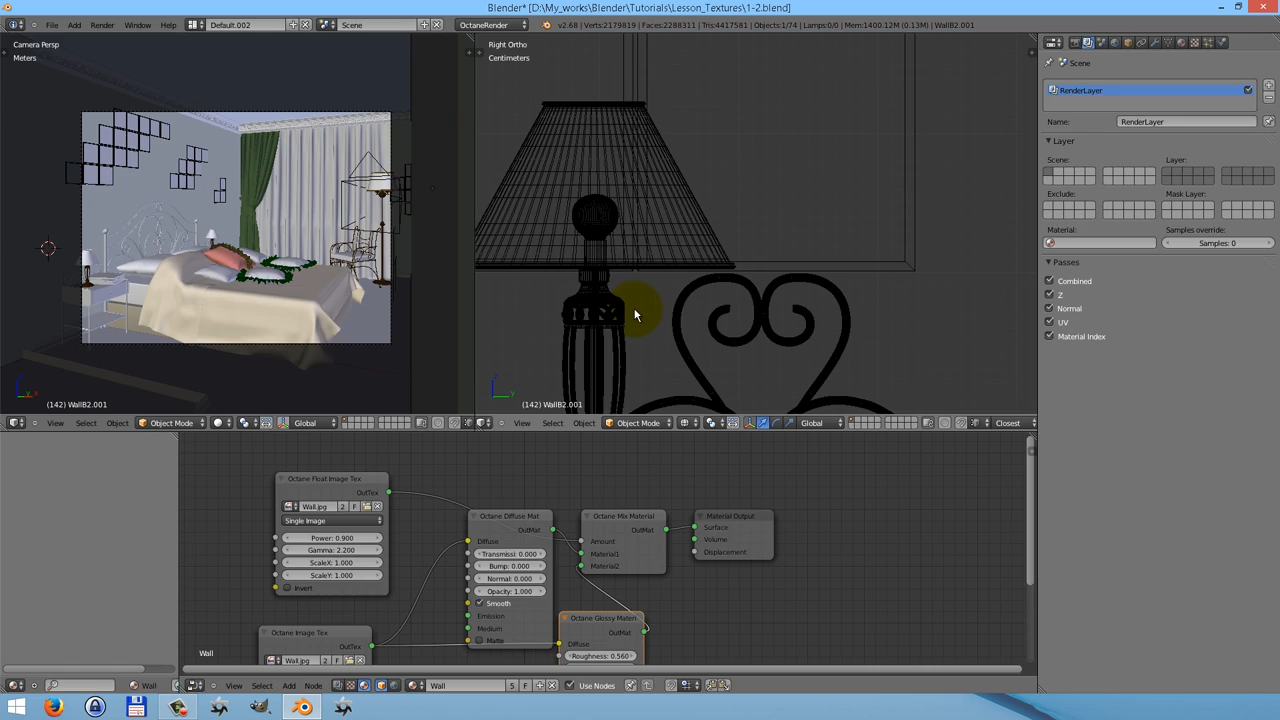 Blender* [D:\My_works\Blender\Tutorials\Lesson_Textures\1-2.blend]
File Add Render Window Help Default.002 Scene OctaneRender v2.68 | Verts:2179819 | Faces:2288311 | Tris:4417581 | Objects:1/74 | Lamps:0/0 | Mem:1400.12M (0.13M) | WallB2.001
Camera Persp
Meters
Right Ortho
Centimeters
(142) WallB2.001
(142) WallB2.001
View Select Object Object Mode Global
View Select Object Object Mode Global Closest
Scene
RenderLayer
Name: RenderLayer
Layer
Scene: Layer:
Exclude: Mask Layer:
Material: Samples override:
Samples: 0
Passes
Combined
Z
Normal
UV
Material Index
Octane Float Image Tex
OutTex
Wall.jpg 2 F
Single Image
Power: 0.900
Gamma: 2.200
ScaleX: 1.000
ScaleY: 1.000
Invert
Octane Image Tex
OutTex
Wall.jpg 2 F
Octane Diffuse Mat
OutMat
Diffuse
Transmissi: 0.000
Bump: 0.000
Normal: 0.000
Opacity: 1.000
Smooth
Emission
Medium
Matte
Octane Mix Material
OutMat
Amount
Material1
Material2
Octane Glossy Materi
OutMat
Diffuse
Roughness: 0.560
Material Output
Surface
Volume
Displacement
Wall
Wall
View Select Add Node Wall 5 F Use Nodes